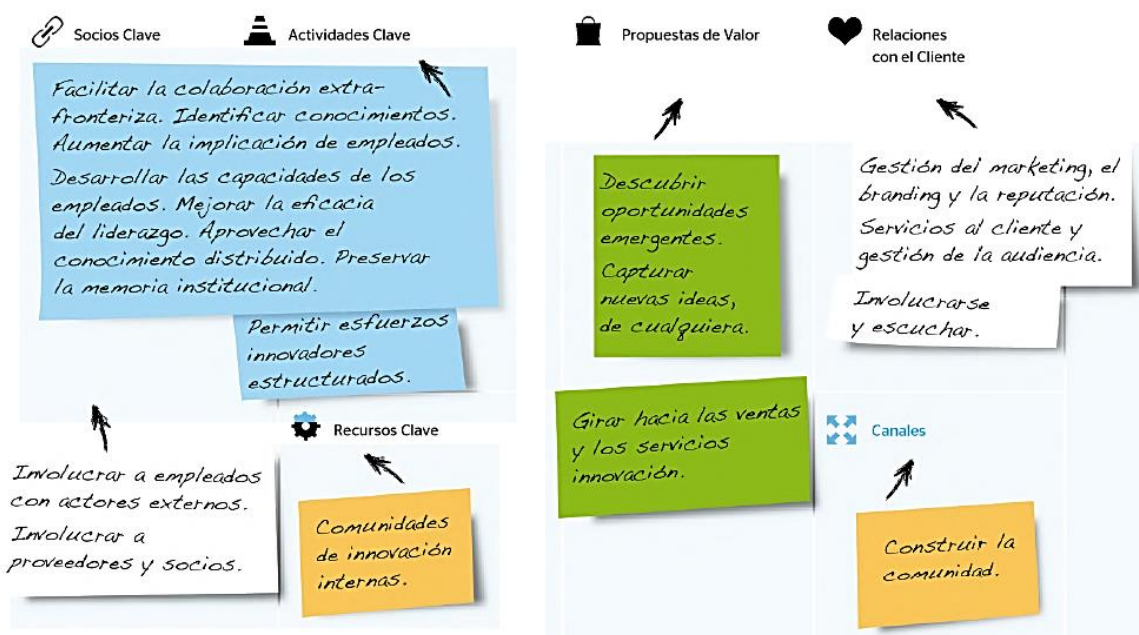 Socios Clave
Actividades Clave
Facilitar la colaboración extra-
fronteriza. Identificar conocimientos.
Aumentar la implicación de empleados.
Desarrollar las capacidades de los
empleados. Mejorar la eficacia
del liderazgo. Aprovechar el
conocimiento distribuido. Preservar
la memoria institucional.
Permitir esfuerzos
innovadores
estructurados.
Recursos Clave
Involucrar a empleados
con actores externos.
Involucrar a
proveedores y socios.
Comunidades
de innovación
internas.
Propuestas de Valor
Relaciones
con el Cliente
Descubrir
oportunidades
emergentes.
Capturar
nuevas ideas,
de cualquiera.
Gestión del marketing, el
branding y la reputación.
Servicios al cliente y
gestión de la audiencia.
Involucrarse
y escuchar.
Girar hacia las ventas
y los servicios
innovación.
Canales
Construir la
comunidad.